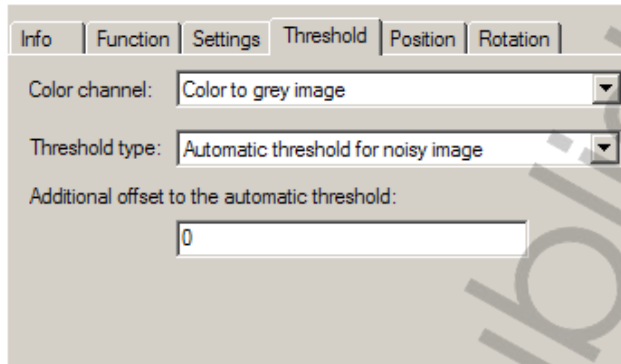 Info Function Settings Threshold Position Rotation
Color channel: Color to grey image
Threshold type: Automatic threshold for noisy image
Additional offset to the automatic threshold:
0